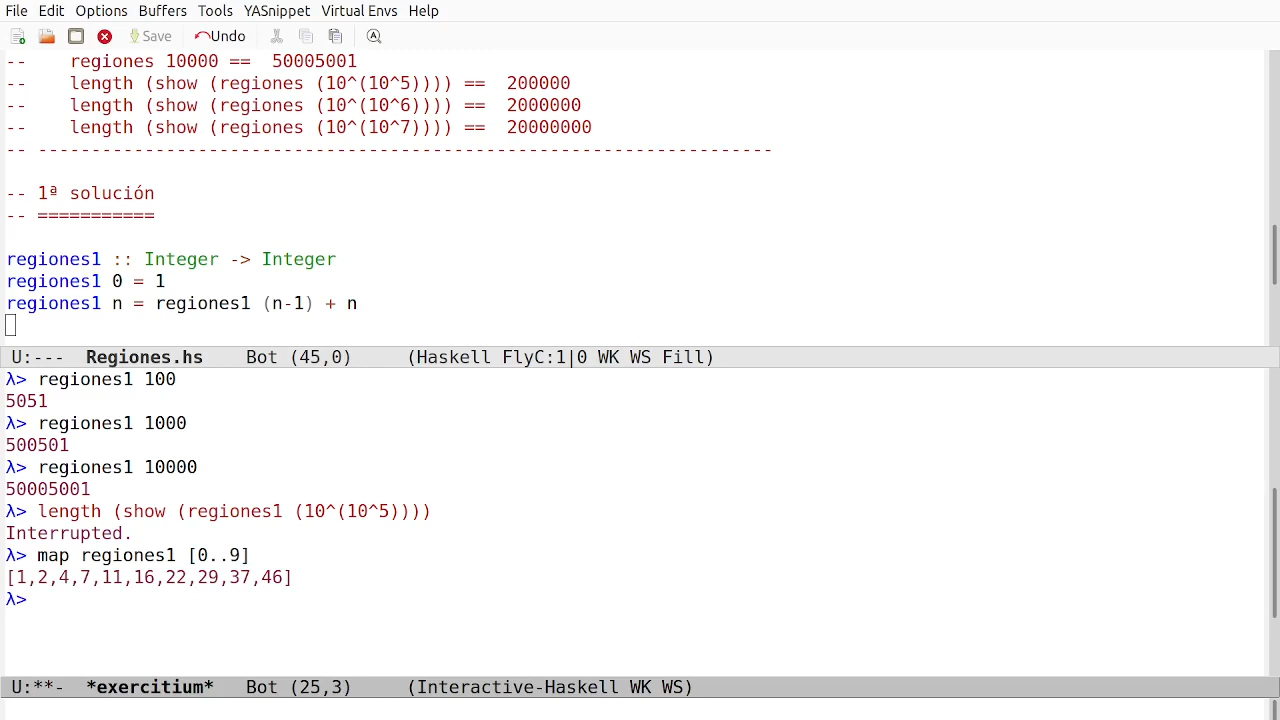 File Edit Options Buffers Tools YASnippet Virtual Envs Help
Save Undo
--    regiones 10000 ==  50005001
--    length (show (regiones (10^(10^5)))) ==  200000
--    length (show (regiones (10^(10^6)))) ==  2000000
--    length (show (regiones (10^(10^7)))) ==  20000000
-- ---------------------------------------------------------------------
-- 1ª solución
-- ===========
regiones1 :: Integer -> Integer
regiones1 0 = 1
regiones1 n = regiones1 (n-1) + n
U:---  Regiones.hs    Bot (45,0)     (Haskell FlyC:1|0 WK WS Fill)
λ> regiones1 100
5051
λ> regiones1 1000
500501
λ> regiones1 10000
50005001
λ> length (show (regiones1 (10^(10^5))))
Interrupted.
λ> map regiones1 [0..9]
[1,2,4,7,11,16,22,29,37,46]
λ>
U:**-  *exercitium*   Bot (25,3)     (Interactive-Haskell WK WS)